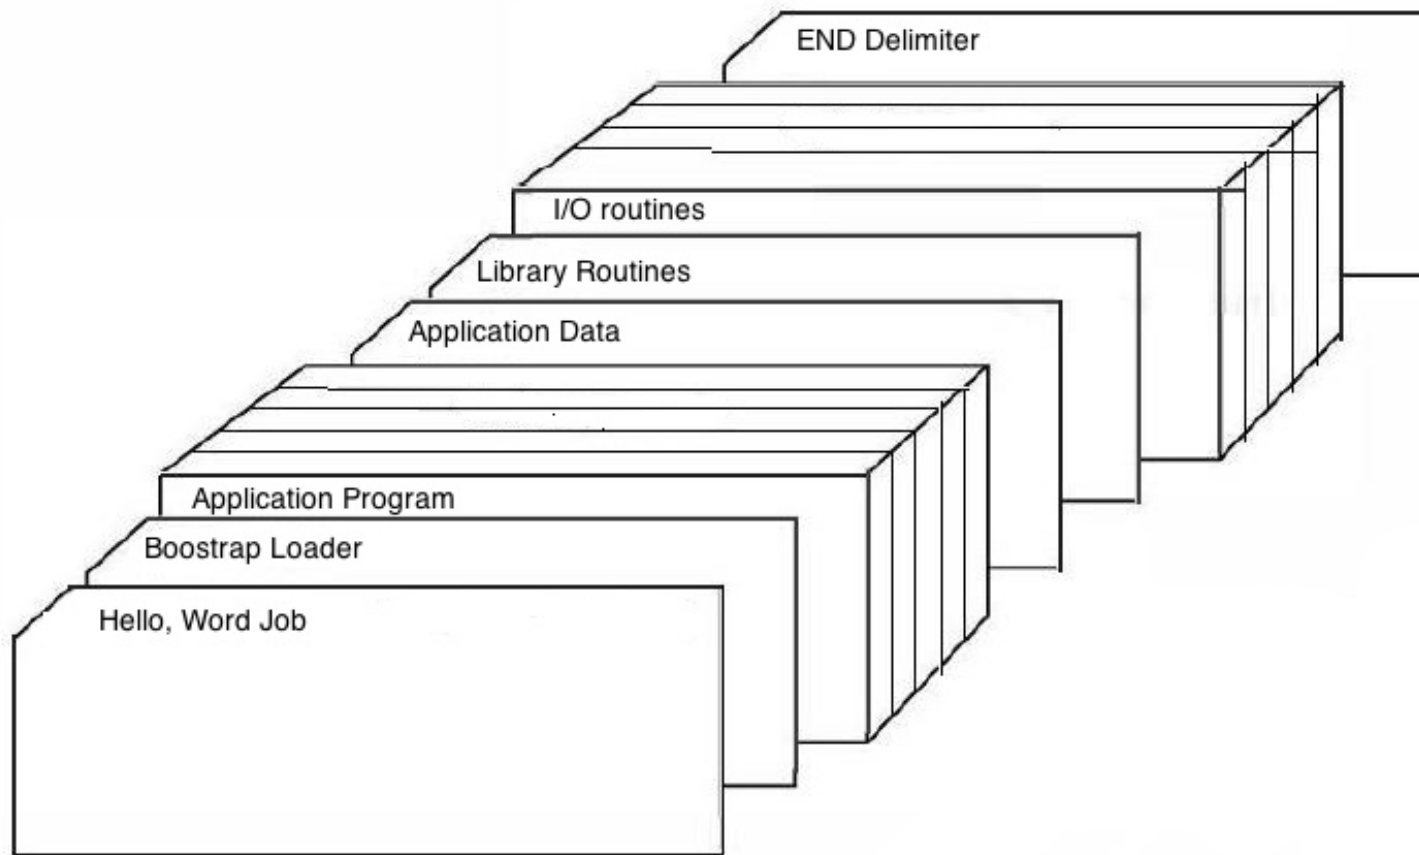 END Delimiter
I/O routines
Library Routines
Application Data
Application Program
Boostrap Loader
Hello, Word Job